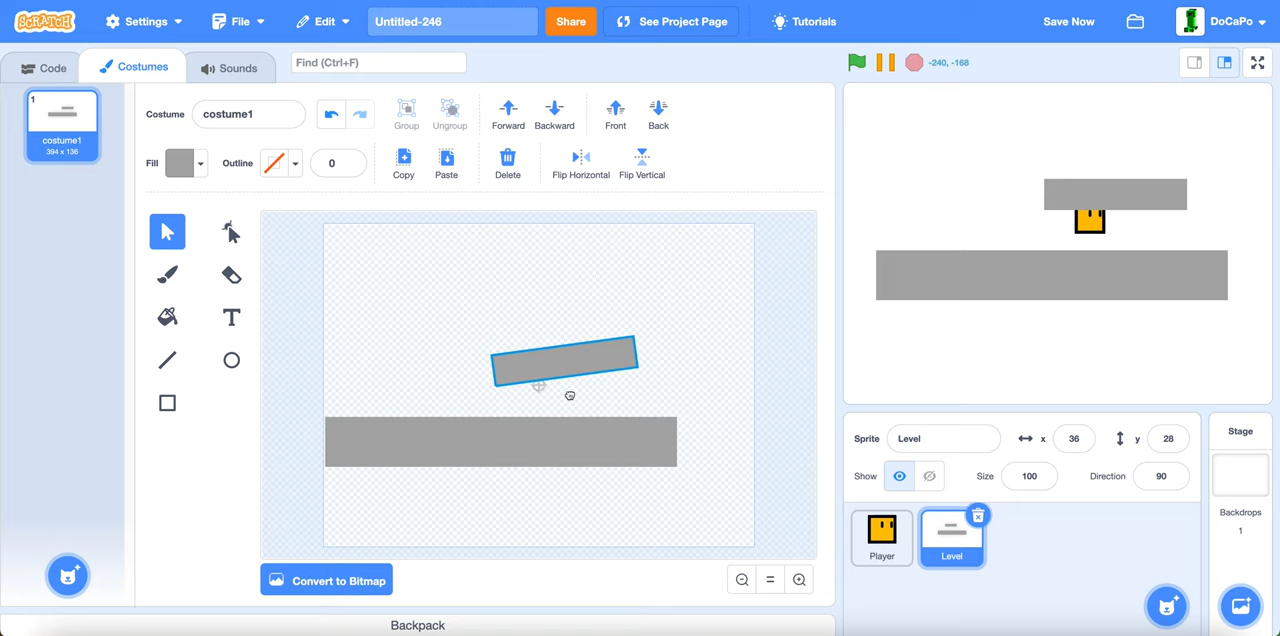 SCRATCH Settings File Edit Untitled-246 Share See Project Page Tutorials Save Now DoCaPo
Code Costumes Sounds Find (Ctrl+F) -240, -168
1
costume1
394 x 136
Costume costume1 Group Ungroup Forward Backward Front Back
Fill Outline 0 Copy Paste Delete Flip Horizontal Flip Vertical
T
Convert to Bitmap
Sprite Level x 36 y 28
Show Size 100 Direction 90
Player Level
Stage
Backdrops
1
Backpack